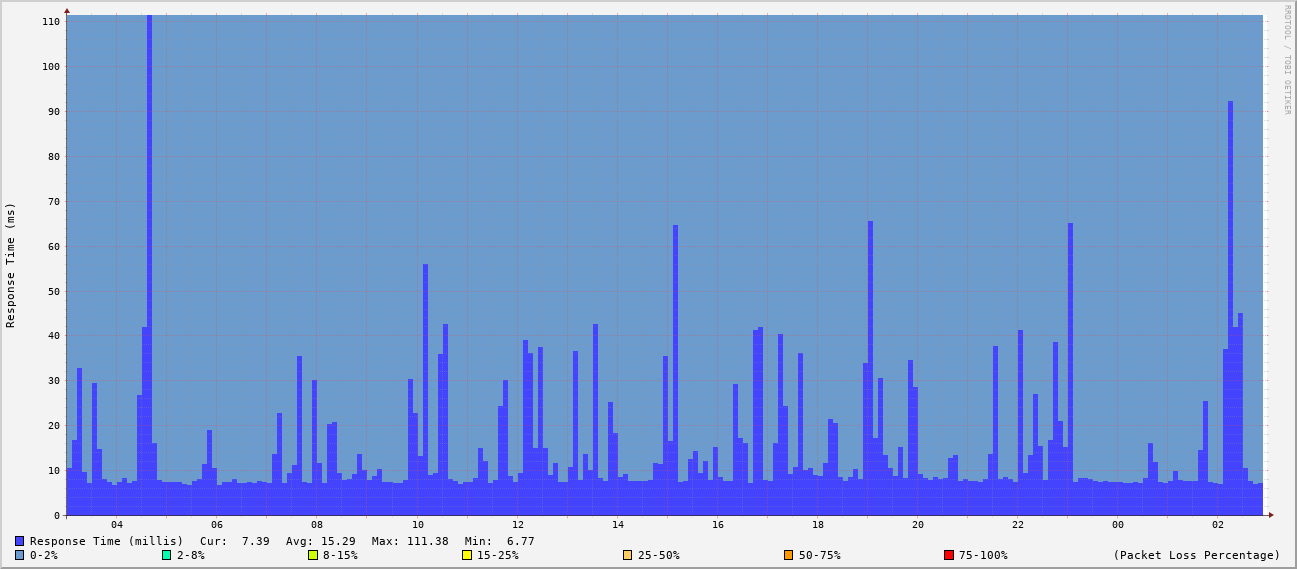 RRDTOOL / TOBI OETIKER
Response Time (ms)
110
100
90
80
70
60
50
40
30
20
10
0
04 06 08 10 12 14 16 18 20 22 00 02
Response Time (millis) Cur: 7.39 Avg: 15.29 Max: 111.38 Min: 6.77
0-2% 2-8% 8-15% 15-25% 25-50% 50-75% 75-100% (Packet Loss Percentage)